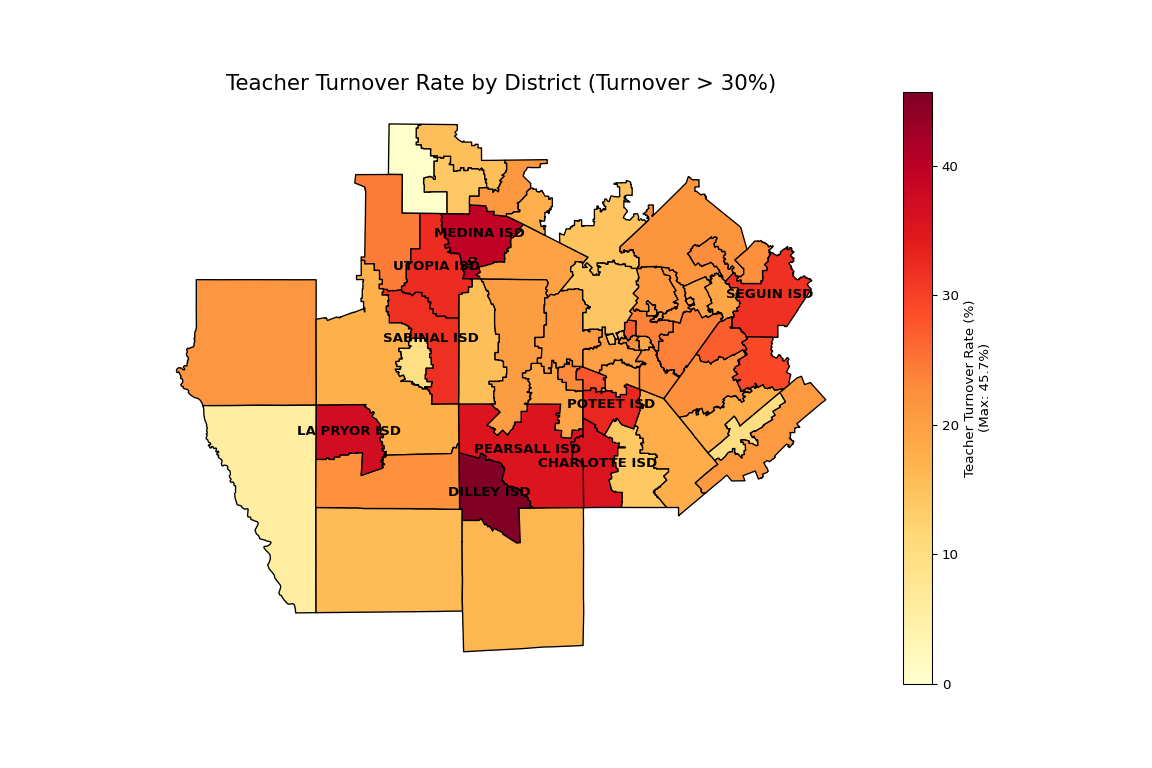 Teacher Turnover Rate by District (Turnover > 30%)
MEDINA ISD
UTOPIA ISD
SEGUIN ISD
SABINAL ISD
POTEET ISD
LA PRYOR ISD
PEARSALL ISD
CHARLOTTE ISD
DILLEY ISD
40
30
20
10
0
Teacher Turnover Rate (%)
(Max: 45.7%)